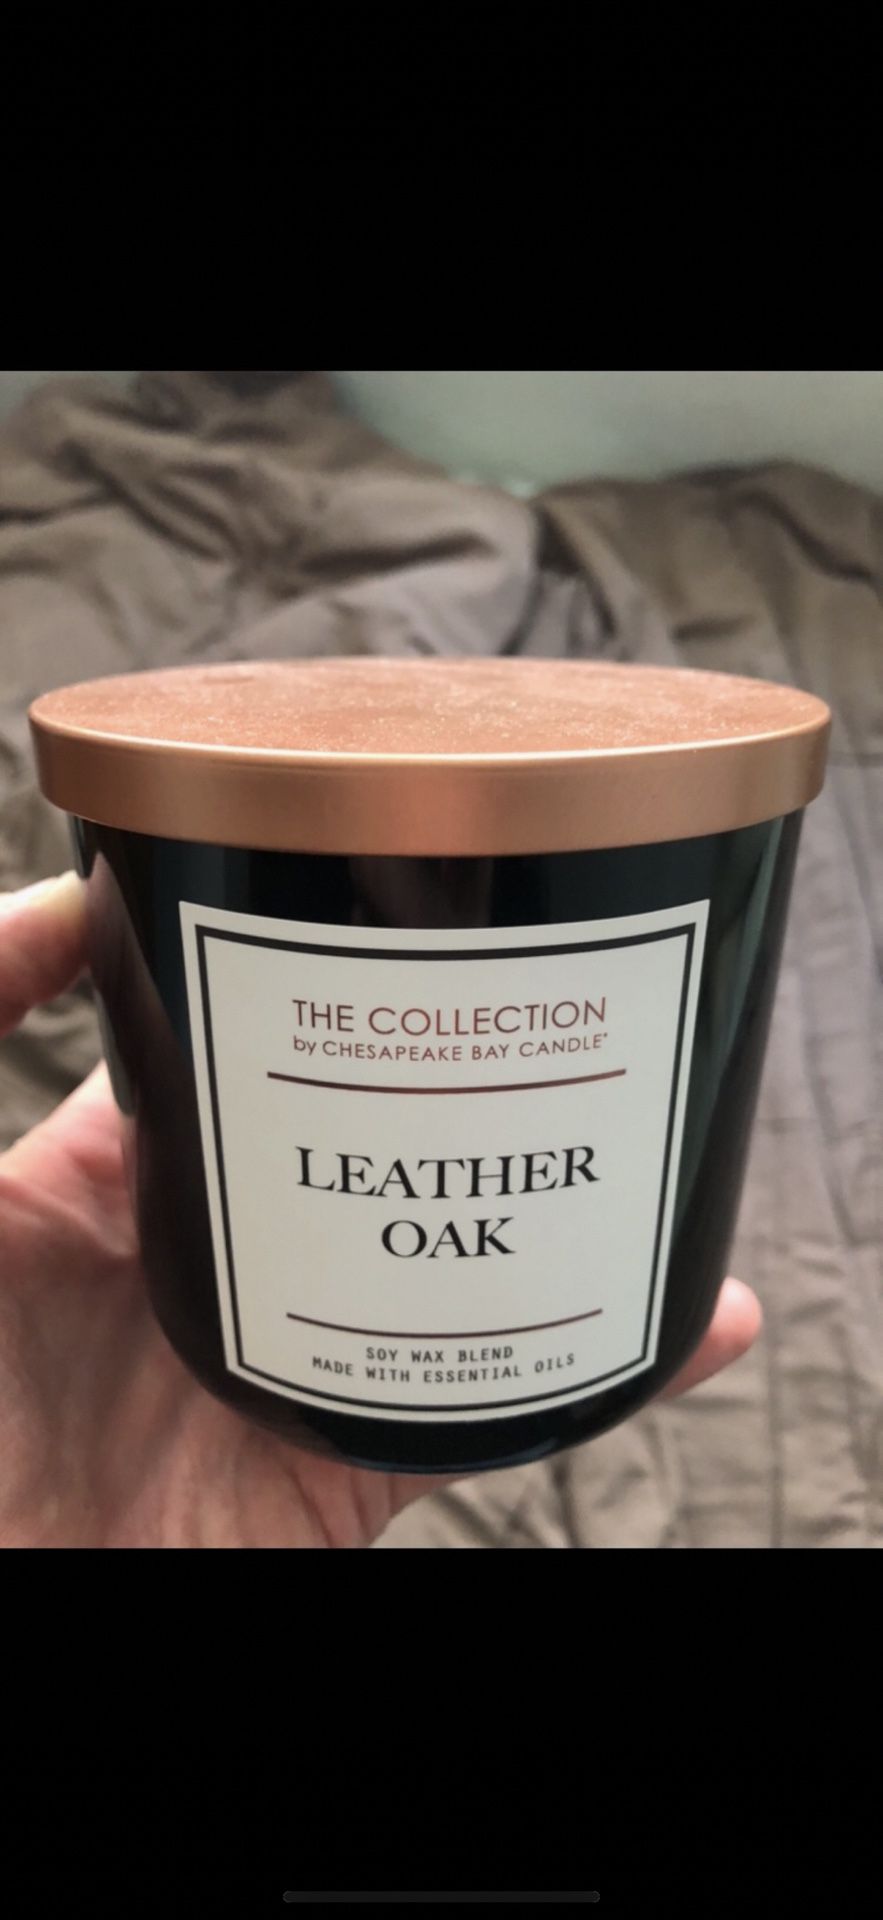 THE COLLECTION
by CHESAPEAKE BAY CANDLE®
LEATHER
OAK
SOY WAX BLEND
MADE WITH ESSENTIAL OILS